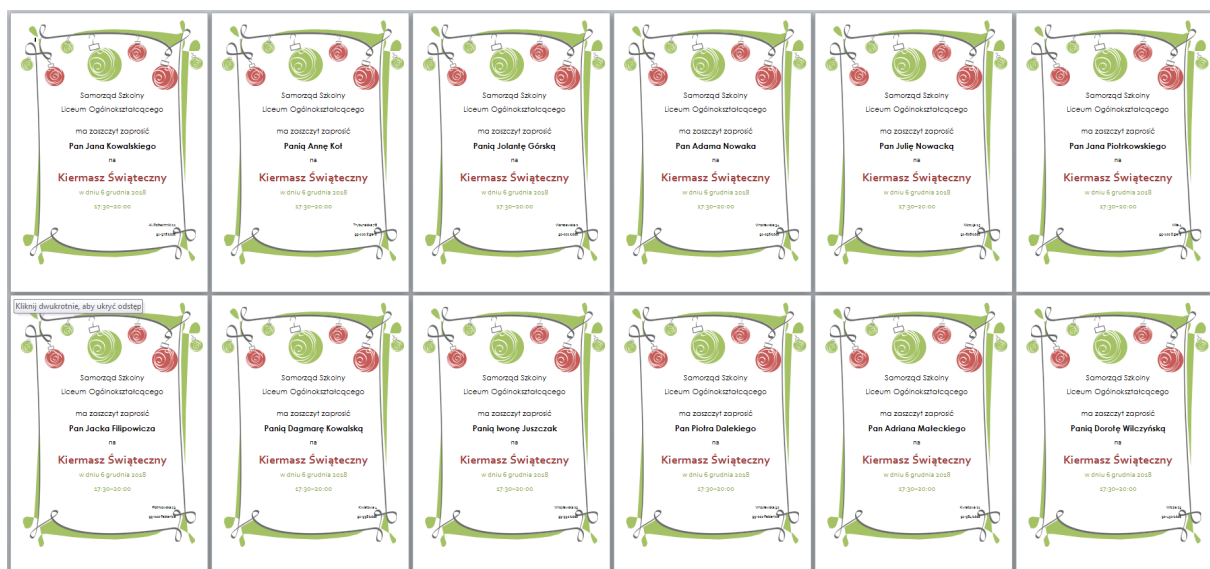 Samorząd Szkolny
Liceum Ogólnokształcącego
ma zaszczyt zaprosić
Pan Jana Kowalskiego
na
Kiermasz Świąteczny
w dniu 6 grudnia 2018
17:30–20:00
Samorząd Szkolny
Liceum Ogólnokształcącego
ma zaszczyt zaprosić
Panią Annę Kot
na
Kiermasz Świąteczny
w dniu 6 grudnia 2018
17:30–20:00
Samorząd Szkolny
Liceum Ogólnokształcącego
ma zaszczyt zaprosić
Panią Jolantę Górską
na
Kiermasz Świąteczny
w dniu 6 grudnia 2018
17:30–20:00
Samorząd Szkolny
Liceum Ogólnokształcącego
ma zaszczyt zaprosić
Pan Adama Nowaka
na
Kiermasz Świąteczny
w dniu 6 grudnia 2018
17:30–20:00
Samorząd Szkolny
Liceum Ogólnokształcącego
ma zaszczyt zaprosić
Pan Julię Nowacką
na
Kiermasz Świąteczny
w dniu 6 grudnia 2018
17:30–20:00
Samorząd Szkolny
Liceum Ogólnokształcącego
ma zaszczyt zaprosić
Pan Jana Piotrkowskiego
na
Kiermasz Świąteczny
w dniu 6 grudnia 2018
17:30–20:00
Kliknij dwukrotnie, aby ukryć odstęp
Samorząd Szkolny
Liceum Ogólnokształcącego
ma zaszczyt zaprosić
Pan Jacka Filipowicza
na
Kiermasz Świąteczny
w dniu 6 grudnia 2018
17:30–20:00
Samorząd Szkolny
Liceum Ogólnokształcącego
ma zaszczyt zaprosić
Panią Dagmarę Kowalską
na
Kiermasz Świąteczny
w dniu 6 grudnia 2018
17:30–20:00
Samorząd Szkolny
Liceum Ogólnokształcącego
ma zaszczyt zaprosić
Panią Iwonę Juszczak
na
Kiermasz Świąteczny
w dniu 6 grudnia 2018
17:30–20:00
Samorząd Szkolny
Liceum Ogólnokształcącego
ma zaszczyt zaprosić
Pan Piotra Dalekiego
na
Kiermasz Świąteczny
w dniu 6 grudnia 2018
17:30–20:00
Samorząd Szkolny
Liceum Ogólnokształcącego
ma zaszczyt zaprosić
Pan Adriana Małeckiego
na
Kiermasz Świąteczny
w dniu 6 grudnia 2018
17:30–20:00
Samorząd Szkolny
Liceum Ogólnokształcącego
ma zaszczyt zaprosić
Panią Dorotę Wilczyńską
na
Kiermasz Świąteczny
w dniu 6 grudnia 2018
17:30–20:00